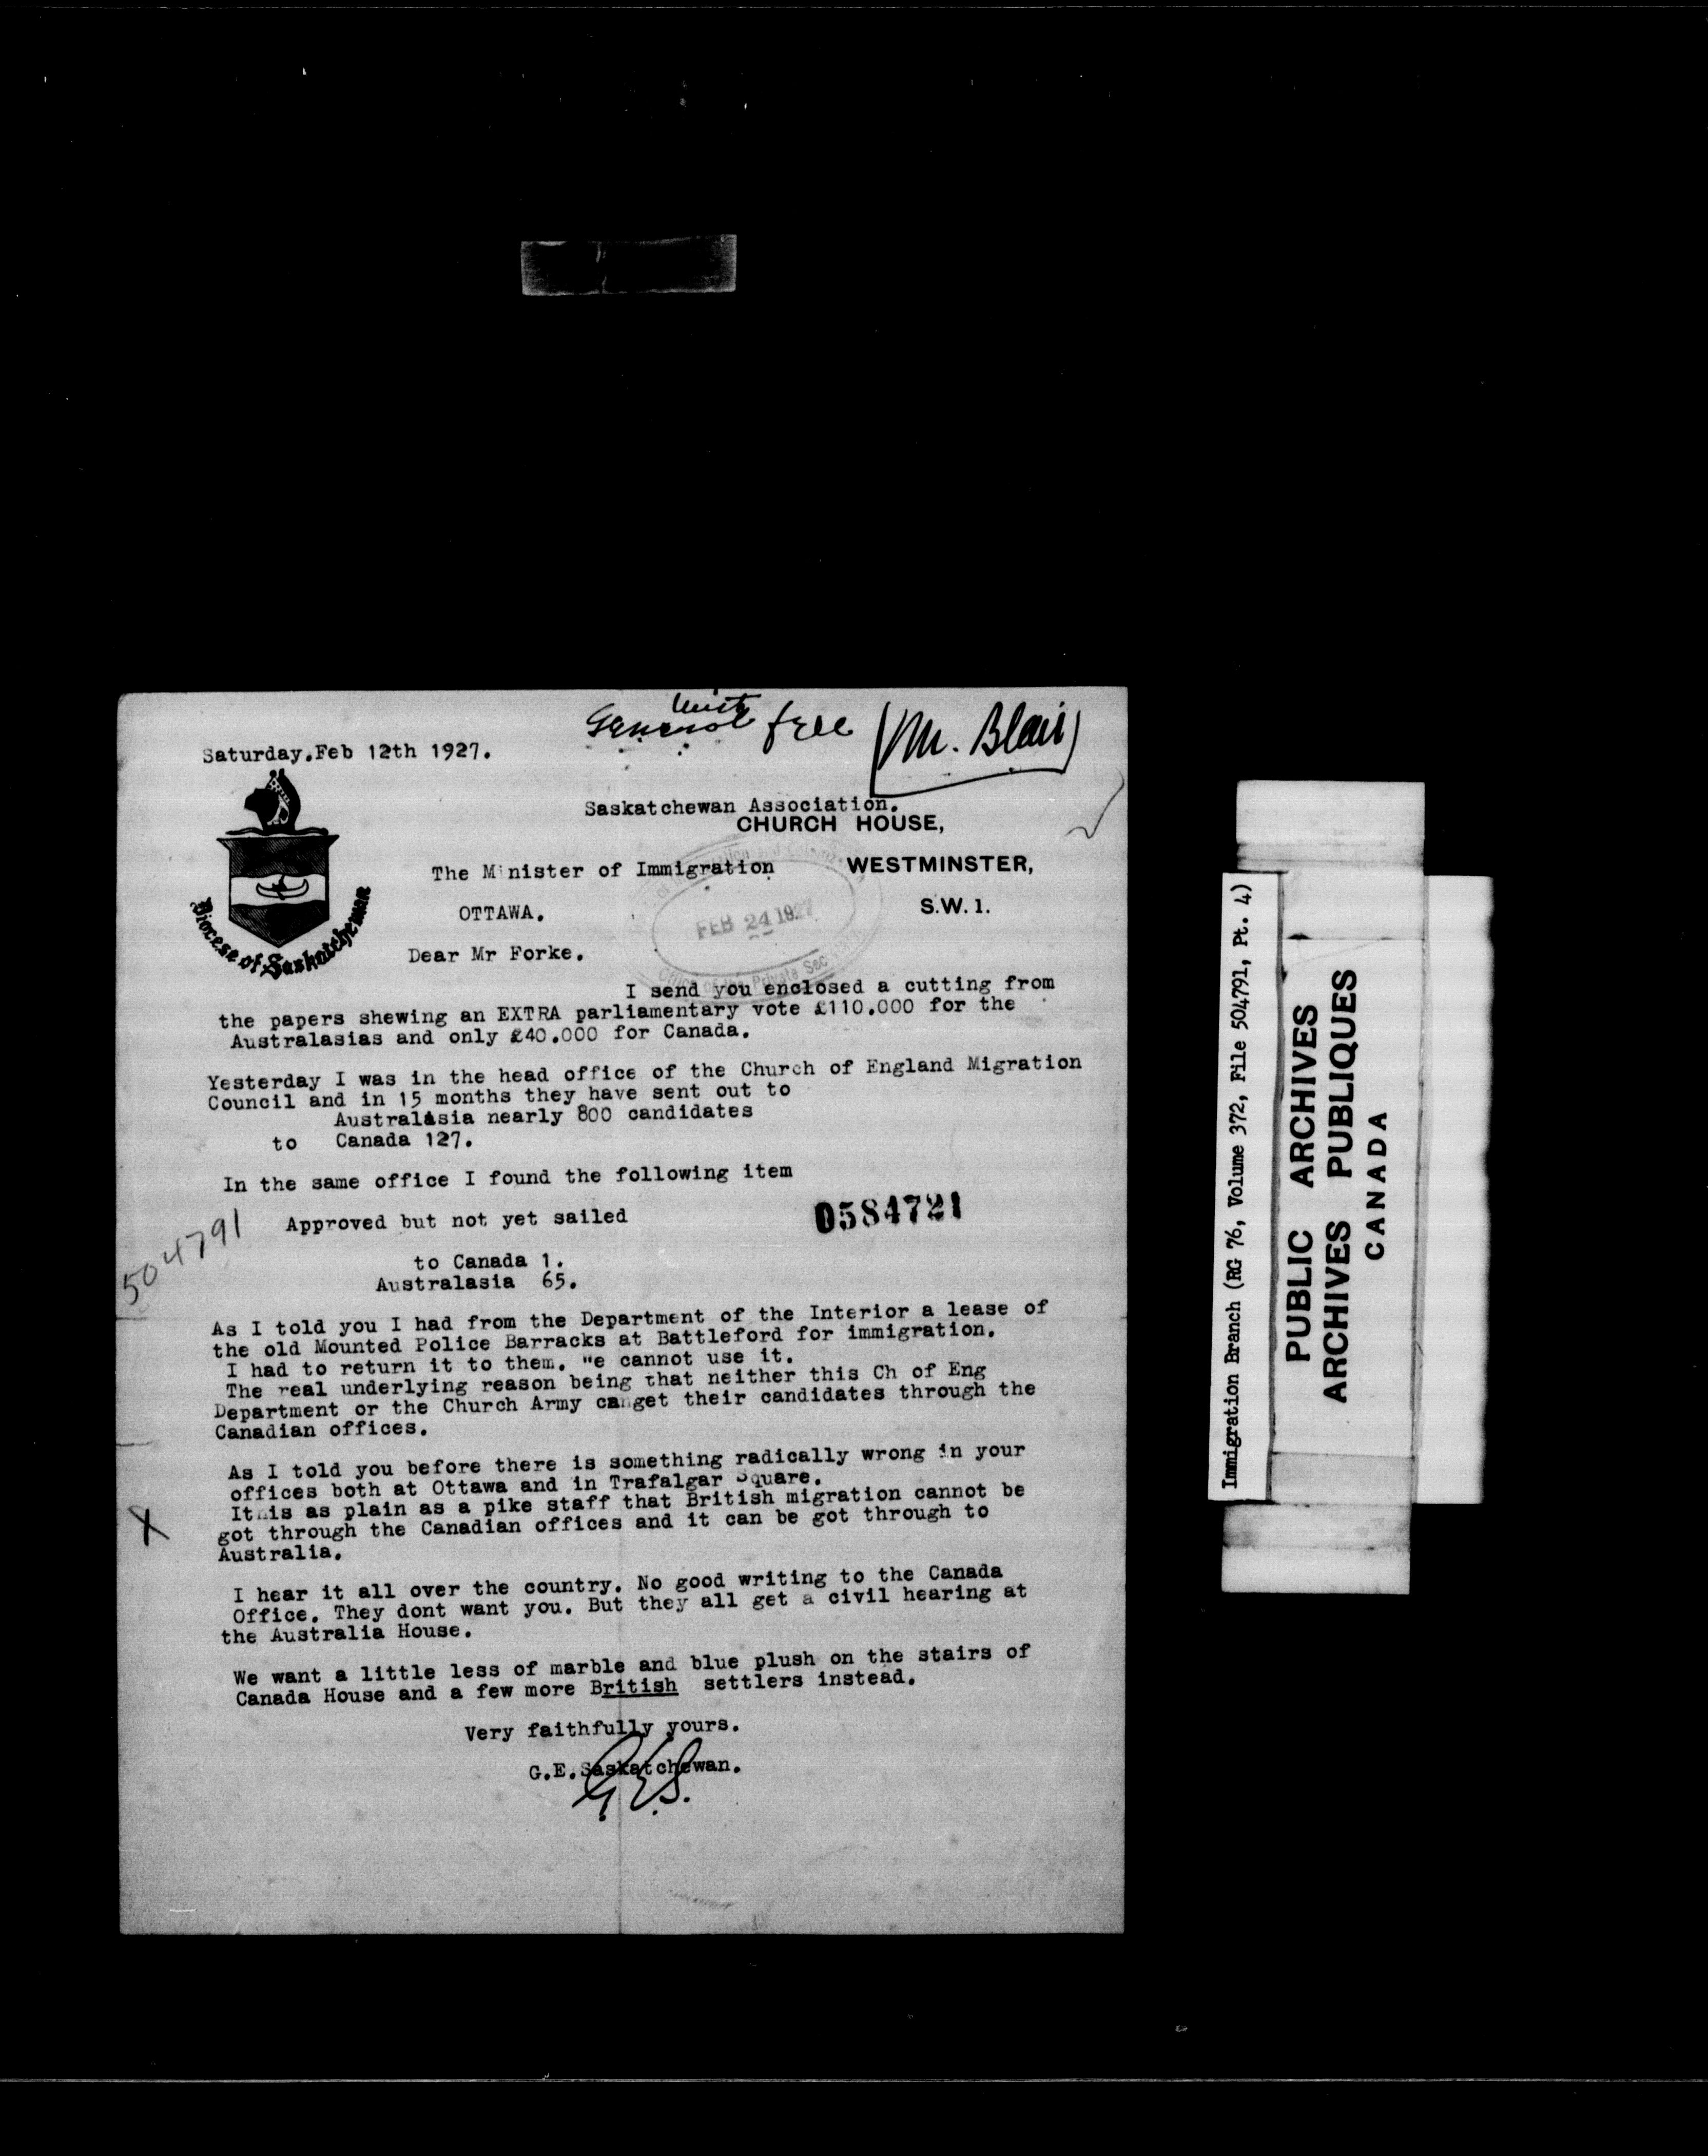 General file
(Mr. Blair)
Saturday.Feb 12th 1927.
Saskatchewan Association.
CHURCH HOUSE,
WESTMINSTER,
S.W. 1.
Diocese of Saskatchewan
The Minister of Immigration
OTTAWA.
FEB 24 1927
Office of the Private Sec
Dear Mr Forke.
I send you enclosed a cutting from
the papers shewing an EXTRA parliamentary vote £110.000 for the
Australasias and only £40.000 for Canada.
Yesterday I was in the head office of the Church of England Migration
Council and in 15 months they have sent out to
Australasia nearly 800 candidates
to Canada 127.
In the same office I found the following item
Approved but not yet sailed
0584721
504791
to Canada 1.
Australasia 65.
As I told you I had from the Department of the Interior a lease of
the old Mounted Police Barracks at Battleford for immigration.
I had to return it to them. "e cannot use it.
The real underlying reason being that neither this Ch of Eng
Department or the Church Army canget their candidates through the
Canadian offices.
As I told you before there is something radically wrong in your
offices both at Ottawa and in Trafalgar Square.
X
It is as plain as a pike staff that British migration cannot be
got through the Canadian offices and it can be got through to
Australia.
I hear it all over the country. No good writing to the Canada
Office. They dont want you. But they all get a civil hearing at
the Australia House.
We want a little less of marble and blue plush on the stairs of
Canada House and a few more British settlers instead.
Very faithfully yours.
G.E.Saskatchewan.
G.E.S.
Immigration Branch (RG 76, Volume 372, File 504791, Pt. 4)
PUBLIC ARCHIVES
ARCHIVES PUBLIQUES
CANADA